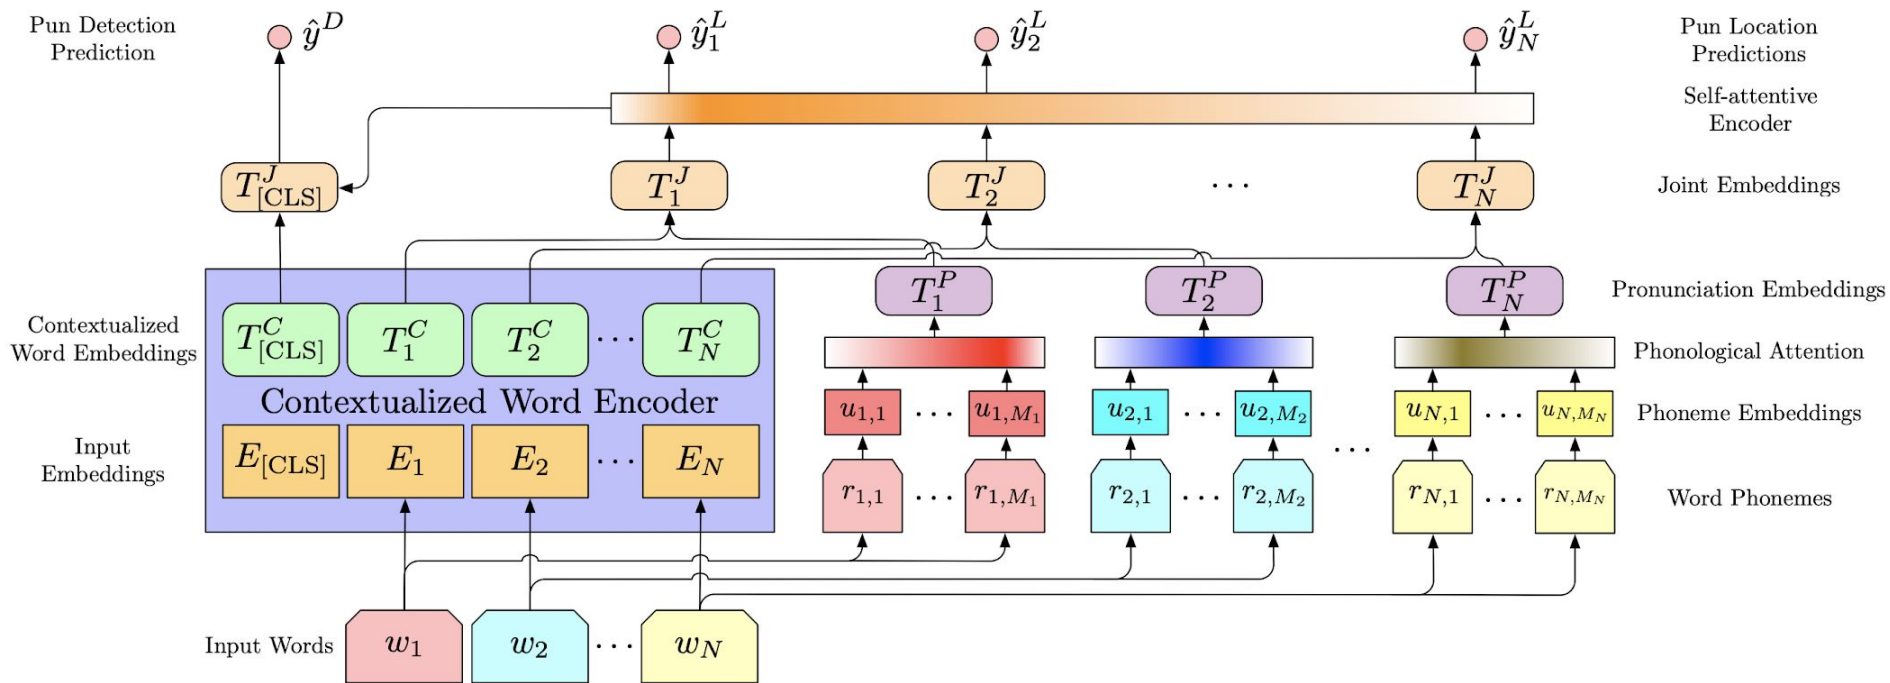 Pun Detection
Prediction
ŷ^D
ŷ_1^L
ŷ_2^L
ŷ_N^L
Pun Location
Predictions
Self-attentive
Encoder
T_{[CLS]}^J
T_1^J
T_2^J
...
T_N^J
Joint Embeddings
T_1^P
T_2^P
T_N^P
Pronunciation Embeddings
Contextualized
Word Embeddings
T_{[CLS]}^C
T_1^C
T_2^C
...
T_N^C
Phonological Attention
Contextualized Word Encoder
u_{1,1}
...
u_{1,M_1}
u_{2,1}
...
u_{2,M_2}
u_{N,1}
...
u_{N,M_N}
Phoneme Embeddings
Input
Embeddings
E_{[CLS]}
E_1
E_2
...
E_N
...
r_{1,1}
...
r_{1,M_1}
r_{2,1}
...
r_{2,M_2}
r_{N,1}
...
r_{N,M_N}
Word Phonemes
Input Words
w_1
w_2
...
w_N